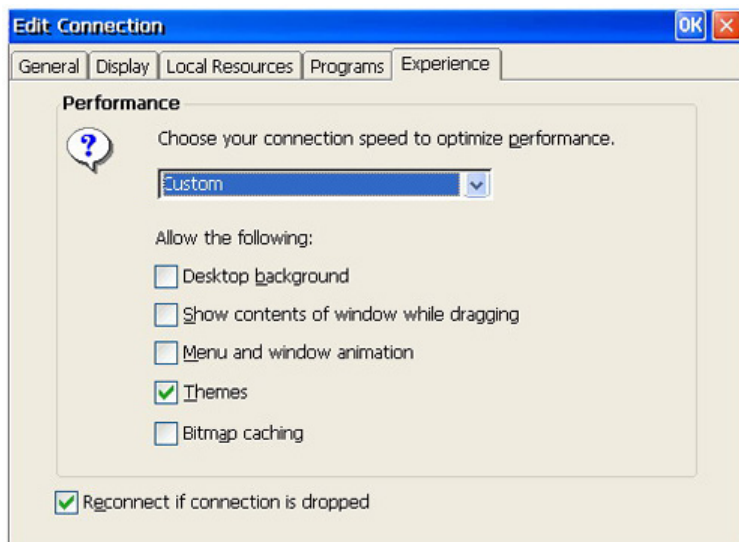 Edit Connection OK
General Display Local Resources Programs Experience
Performance
?
Choose your connection speed to optimize performance.
Custom
Allow the following:
Desktop background
Show contents of window while dragging
Menu and window animation
Themes
Bitmap caching
Reconnect if connection is dropped